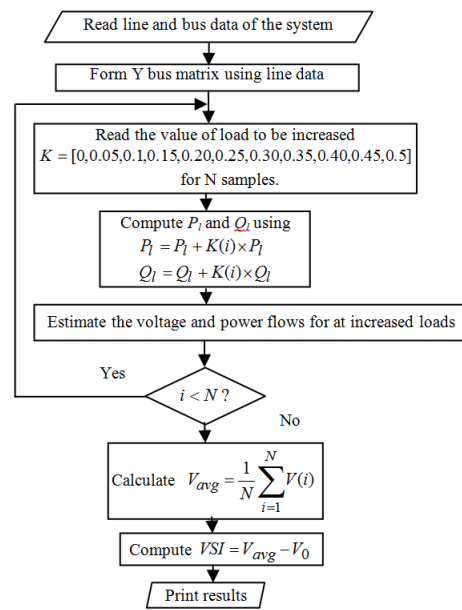 Read line and bus data of the system
Form Y bus matrix using line data
Read the value of load to be increased
K = [0,0.05,0.1,0.15,0.20,0.25,0.30,0.35,0.40,0.45,0.5]
for N samples.
Compute P_l and Q_l using
P_l = P_l + K(i)×P_l
Q_l = Q_l + K(i)×Q_l
Estimate the voltage and power flows for at increased loads
Yes
i < N ?
No
Calculate V_avg = 1/N ∑_{i=1}^{N} V(i)
Compute VSI = V_avg − V_0
Print results